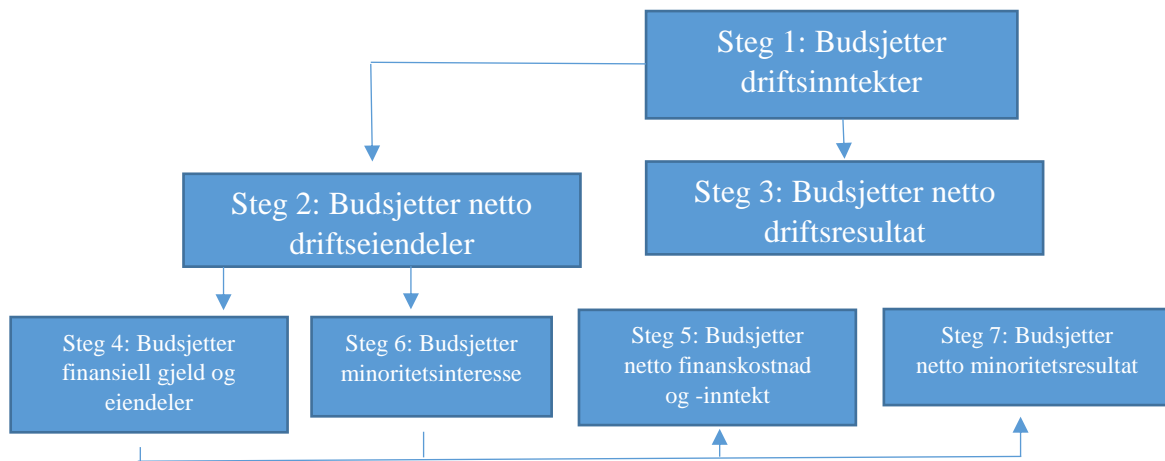 Steg 1: Budsjetter
driftsinntekter
Steg 2: Budsjetter netto
driftseiendeler
Steg 3: Budsjetter netto
driftsresultat
Steg 4: Budsjetter
finansiell gjeld og
eiendeler
Steg 6: Budsjetter
minoritetsinteresse
Steg 5: Budsjetter
netto finanskostnad
og -inntekt
Steg 7: Budsjetter
netto minoritetsresultat